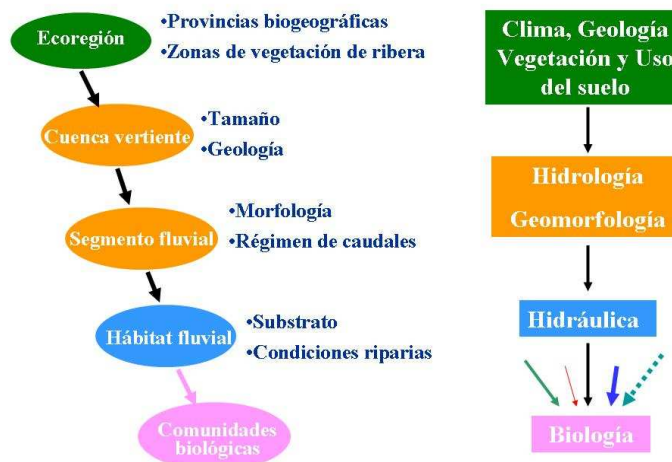 Ecoregión
•Provincias biogeográficas
•Zonas de vegetación de ribera
Cuenca vertiente
•Tamaño
•Geología
Segmento fluvial
•Morfología
•Régimen de caudales
Hábitat fluvial
•Substrato
•Condiciones riparias
Comunidades
biológicas
Clima, Geología
Vegetación y Uso
del suelo
Hidrología
Geomorfología
Hidráulica
Biología